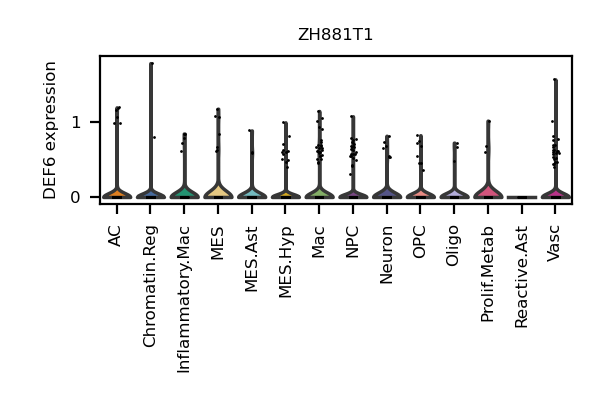 ZH881T1
DEF6 expression
1
0
AC
Chromatin.Reg
Inflammatory.Mac
MES
MES.Ast
MES.Hyp
Mac
NPC
Neuron
OPC
Oligo
Prolif.Metab
Reactive.Ast
Vasc